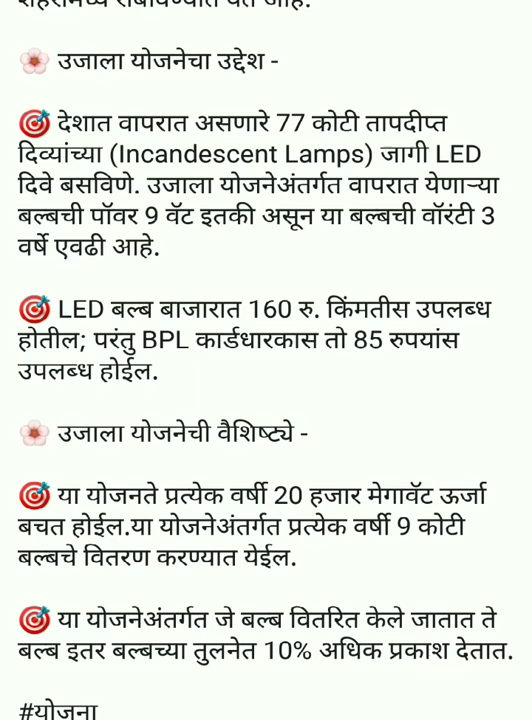 🌸 उजाला योजनेचा उद्देश -
🎯 देशात वापरात असणारे 77 कोटी तापदीप्त
दिव्यांच्या (Incandescent Lamps) जागी LED
दिवे बसविणे. उजाला योजनेअंतर्गत वापरात येणाऱ्या
बल्बची पॉवर 9 वॅट इतकी असून या बल्बची वॉरंटी 3
वर्षे एवढी आहे.
🎯 LED बल्ब बाजारात 160 रु. किंमतीस उपलब्ध
होतील; परंतु BPL कार्डधारकास तो 85 रुपयांस
उपलब्ध होईल.
🌸 उजाला योजनेची वैशिष्ट्ये -
🎯 या योजनते प्रत्येक वर्षी 20 हजार मेगावॅट ऊर्जा
बचत होईल.या योजनेअंतर्गत प्रत्येक वर्षी 9 कोटी
बल्बचे वितरण करण्यात येईल.
🎯 या योजनेअंतर्गत जे बल्ब वितरित केले जातात ते
बल्ब इतर बल्बच्या तुलनेत 10% अधिक प्रकाश देतात.
#योजना